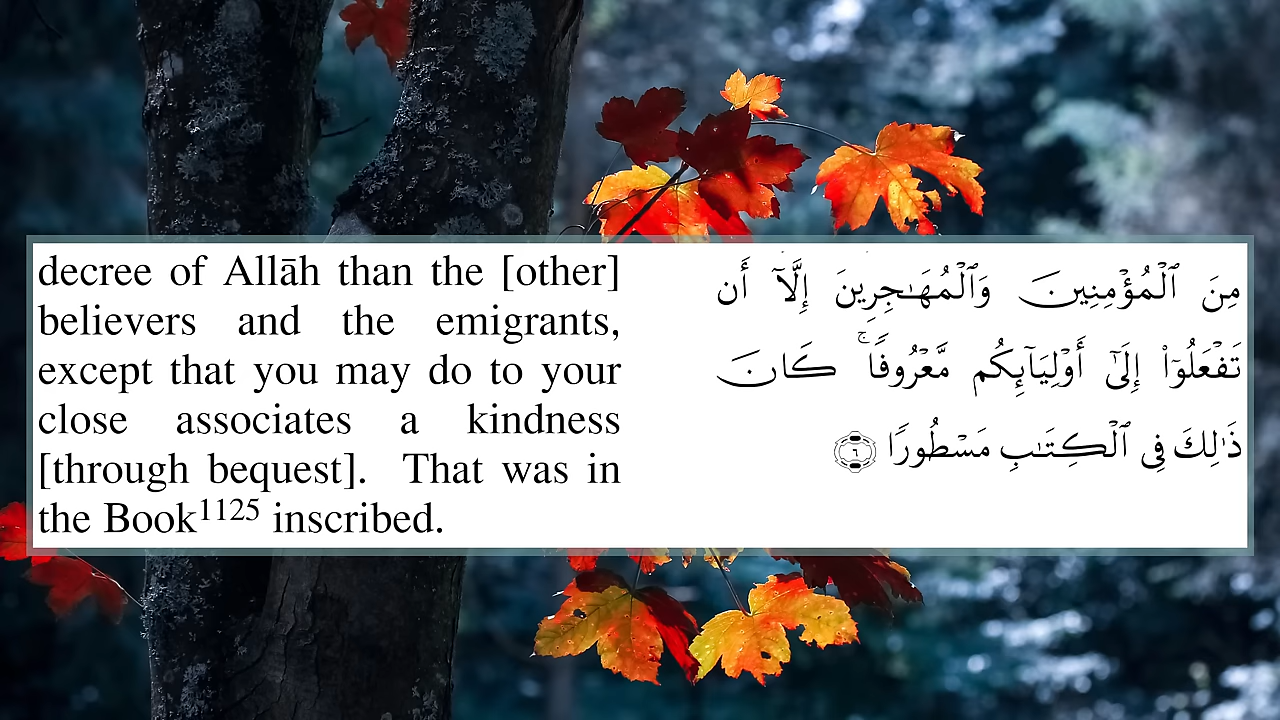 decree of Allāh than the [other]
believers and the emigrants,
except that you may do to your
close associates a kindness
[through bequest]. That was in
the Book1125 inscribed.
مِنَ ٱلْمُؤْمِنِينَ وَٱلْمُهَـٰجِرِينَ إِلَّآ أَن
تَفْعَلُوٓا۟ إِلَىٰٓ أَوْلِيَآئِكُم مَّعْرُوفًا ۚ كَانَ
ذَٰلِكَ فِى ٱلْكِتَـٰبِ مَسْطُورًا ٦